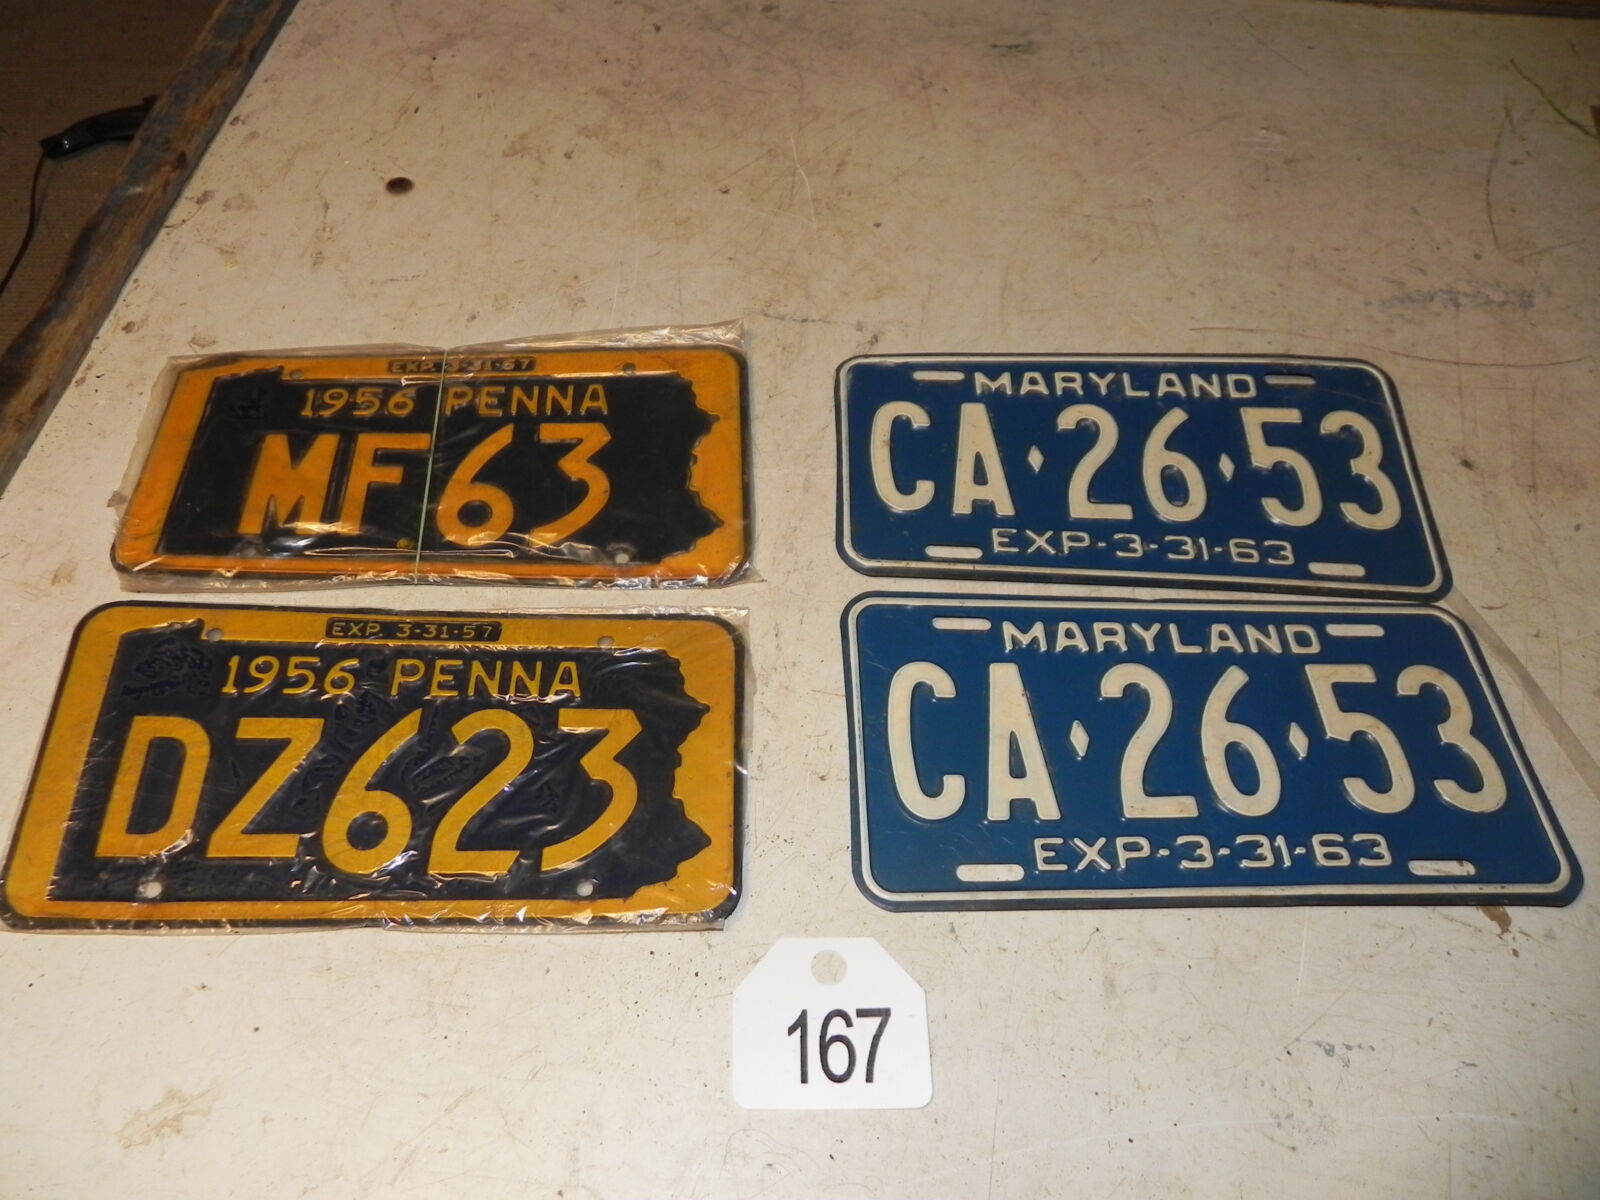 EXP. 3-31-57
1956 PENNA
MF63
EXP. 3-31-57
1956 PENNA
DZ623
MARYLAND
CA·26·53
EXP-3-31-63
MARYLAND
CA·26·53
EXP-3-31-63
167